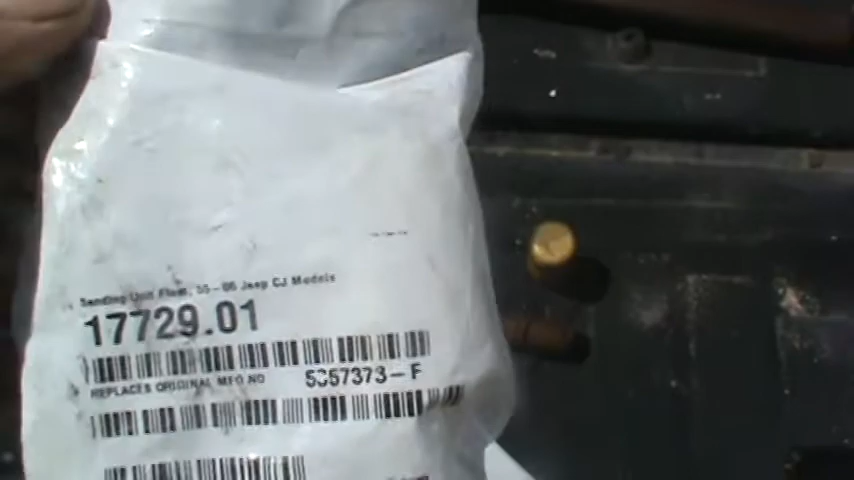 Sending Unit Float, 55-86 Jeep CJ Models
17729.01
REPLACES ORIGINAL MFG NO
5357373-F